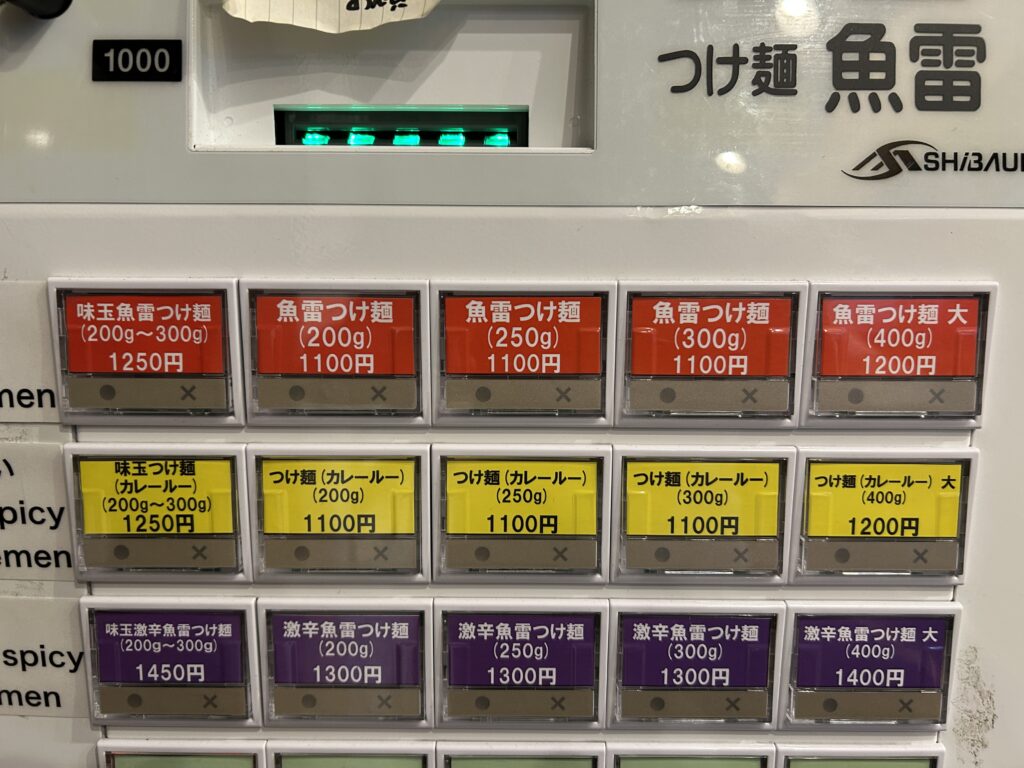 1000
つけ麺 魚雷
味玉魚雷つけ麺
(200g～300g)
1250円
魚雷つけ麺
(200g)
1100円
魚雷つけ麺
(250g)
1100円
魚雷つけ麺
(300g)
1100円
魚雷つけ麺 大
(400g)
1200円
men
味玉つけ麺
(カレールー)
(200g～300g)
1250円
つけ麺(カレールー)
(200g)
1100円
つけ麺(カレールー)
(250g)
1100円
つけ麺(カレールー)
(300g)
1100円
つけ麺(カレールー) 大
(400g)
1200円
い
spicy
emen
味玉激辛魚雷つけ麺
(200g～300g)
1450円
激辛魚雷つけ麺
(200g)
1300円
激辛魚雷つけ麺
(250g)
1300円
激辛魚雷つけ麺
(300g)
1300円
激辛魚雷つけ麺 大
(400g)
1400円
spicy
men